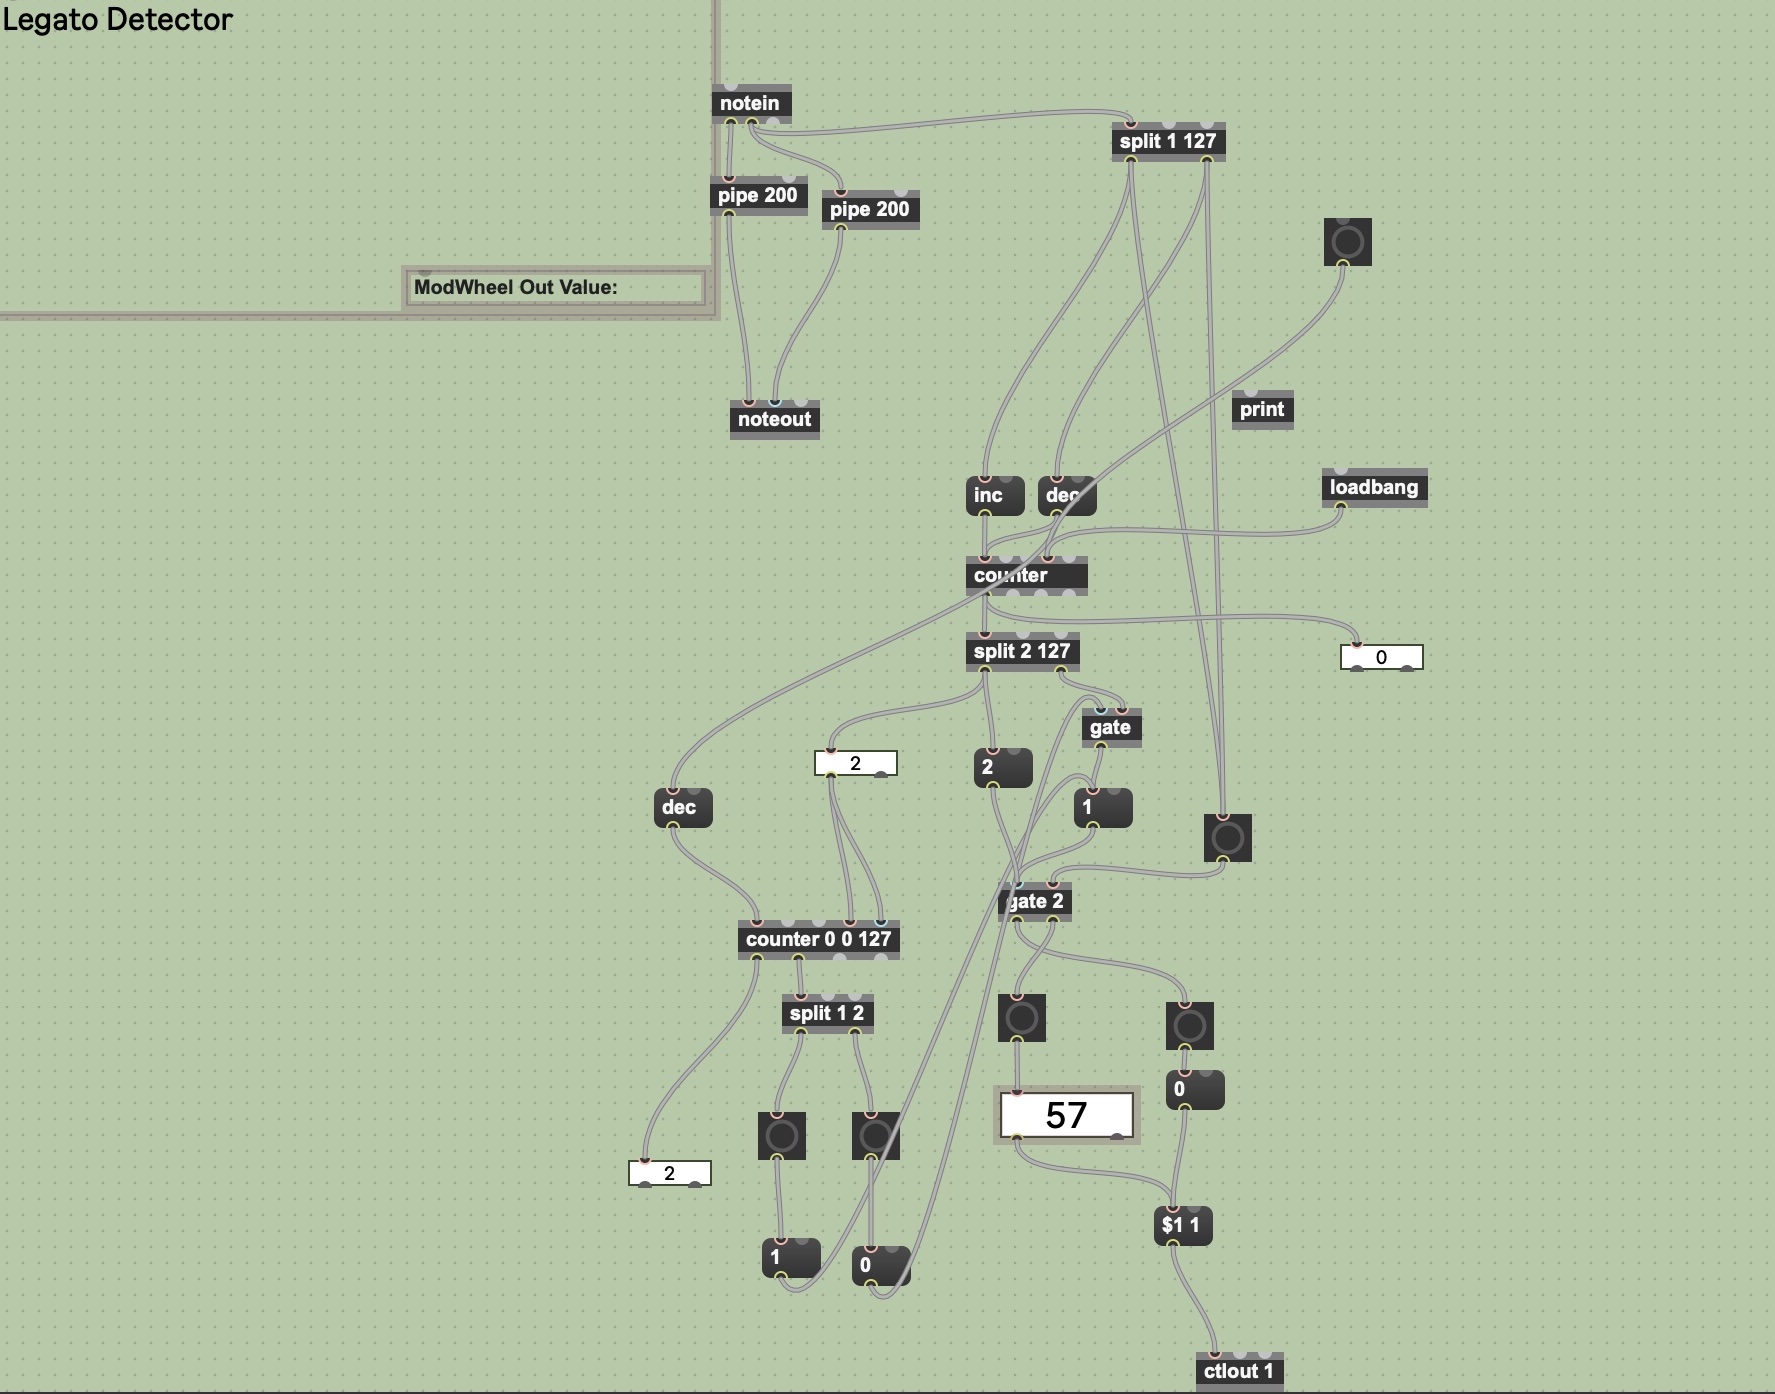 Legato Detector
notein
split 1 127
pipe 200
pipe 200
ModWheel Out Value:
print
noteout
inc
dec
loadbang
counter
split 2 127
0
gate
2
2
dec
1
gate 2
counter 0 0 127
split 1 2
0
57
2
$1 1
1
0
ctlout 1